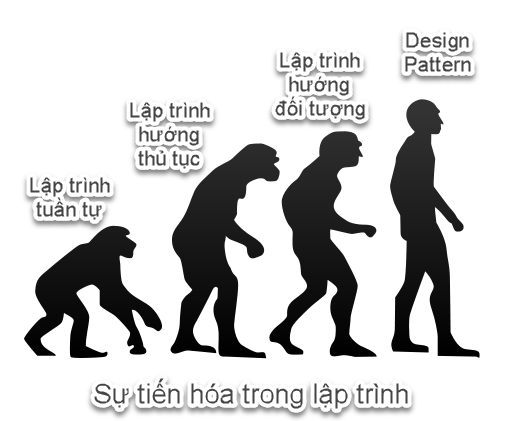 Lập trình
tuần tự
Lập trình
hướng
thủ tục
Lập trình
hướng
đối tượng
Design
Pattern
Sự tiến hóa trong lập trình